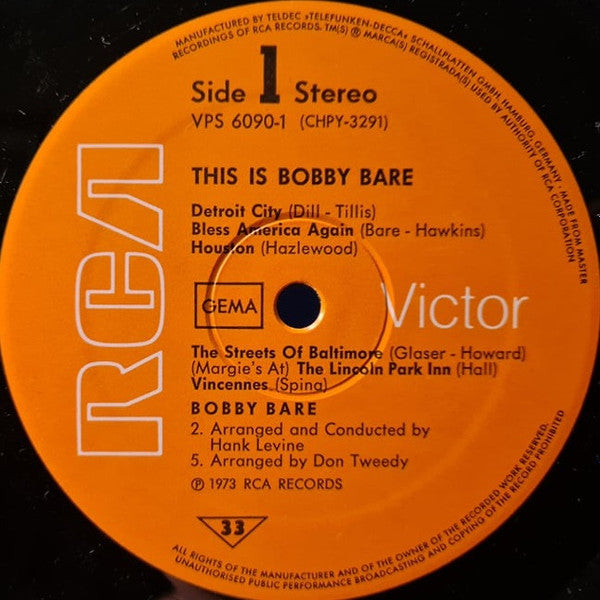 MANUFACTURED BY TELDEC »TELEFUNKEN-DECCA« SCHALLPLATTEN GMBH, HAMBURG, GERMANY · MADE FROM MASTER
RECORDINGS OF RCA RECORDS. TM(S) ® MARCA(S) REGISTRADA(S) USED BY AUTHORITY OF RCA CORPORATION
Side 1 Stereo
VPS 6090-1 (CHPY-3291)
RCA
THIS IS BOBBY BARE
Detroit City (Dill - Tillis)
Bless America Again (Bare - Hawkins)
Houston (Hazlewood)
GEMA
Victor
The Streets Of Baltimore (Glaser - Howard)
(Margie's At) The Lincoln Park Inn (Hall)
Vincennes (Spina)
BOBBY BARE
2. Arranged and Conducted by
Hank Levine
5. Arranged by Don Tweedy
℗ 1973 RCA RECORDS
33
ALL RIGHTS OF THE MANUFACTURER AND OF THE OWNER OF THE RECORDED WORK RESERVED.
UNAUTHORISED PUBLIC PERFORMANCE BROADCASTING AND COPYING OF THE RECORD PROHIBITED